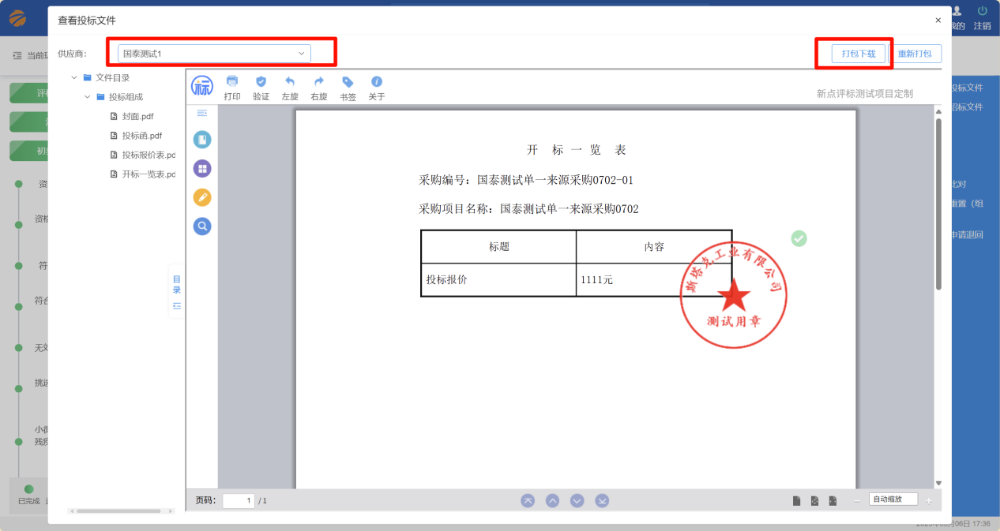 查看投标文件
×
的
注销
供应商：
国泰测试1
打包下载
重新打包
当前
文件目录
投标组成
封面.pdf
投标函.pdf
投标报价表.pd
开标一览表.pd
打印
验证
左旋
右旋
书签
关于
新点评标测试项目定制
标
开 标 一 览 表
采购编号：国泰测试单一来源采购0702-01
采购项目名称：国泰测试单一来源采购0702
标题
内容
投标报价
1111元
斯塔克工业有限公司
测试用章
目录
投标文件
招标文件
比对
重置（组
申请退回
初
资
资格
符
符合
无效
挑选
小微
残疾
已完成
页码：
1
/ 1
自动缩放
06日 17:36